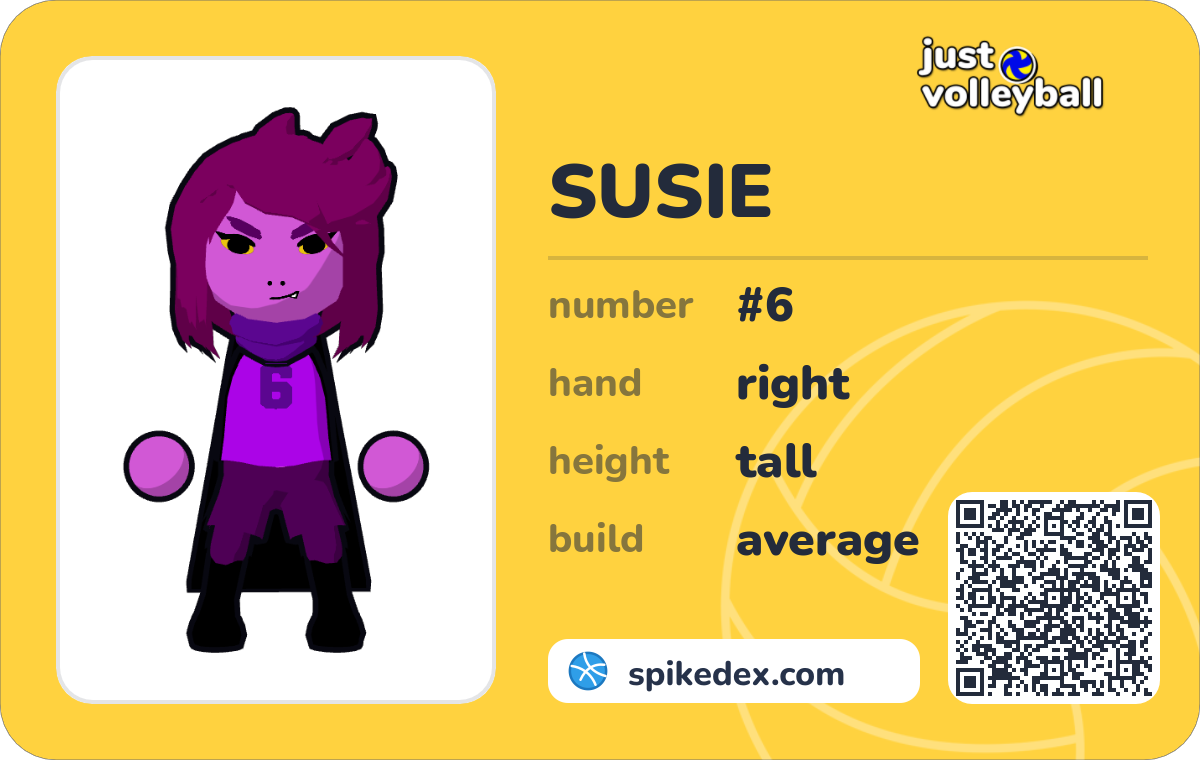 just
volleyball
SUSIE
number #6
hand right
height tall
build average
6
spikedex.com